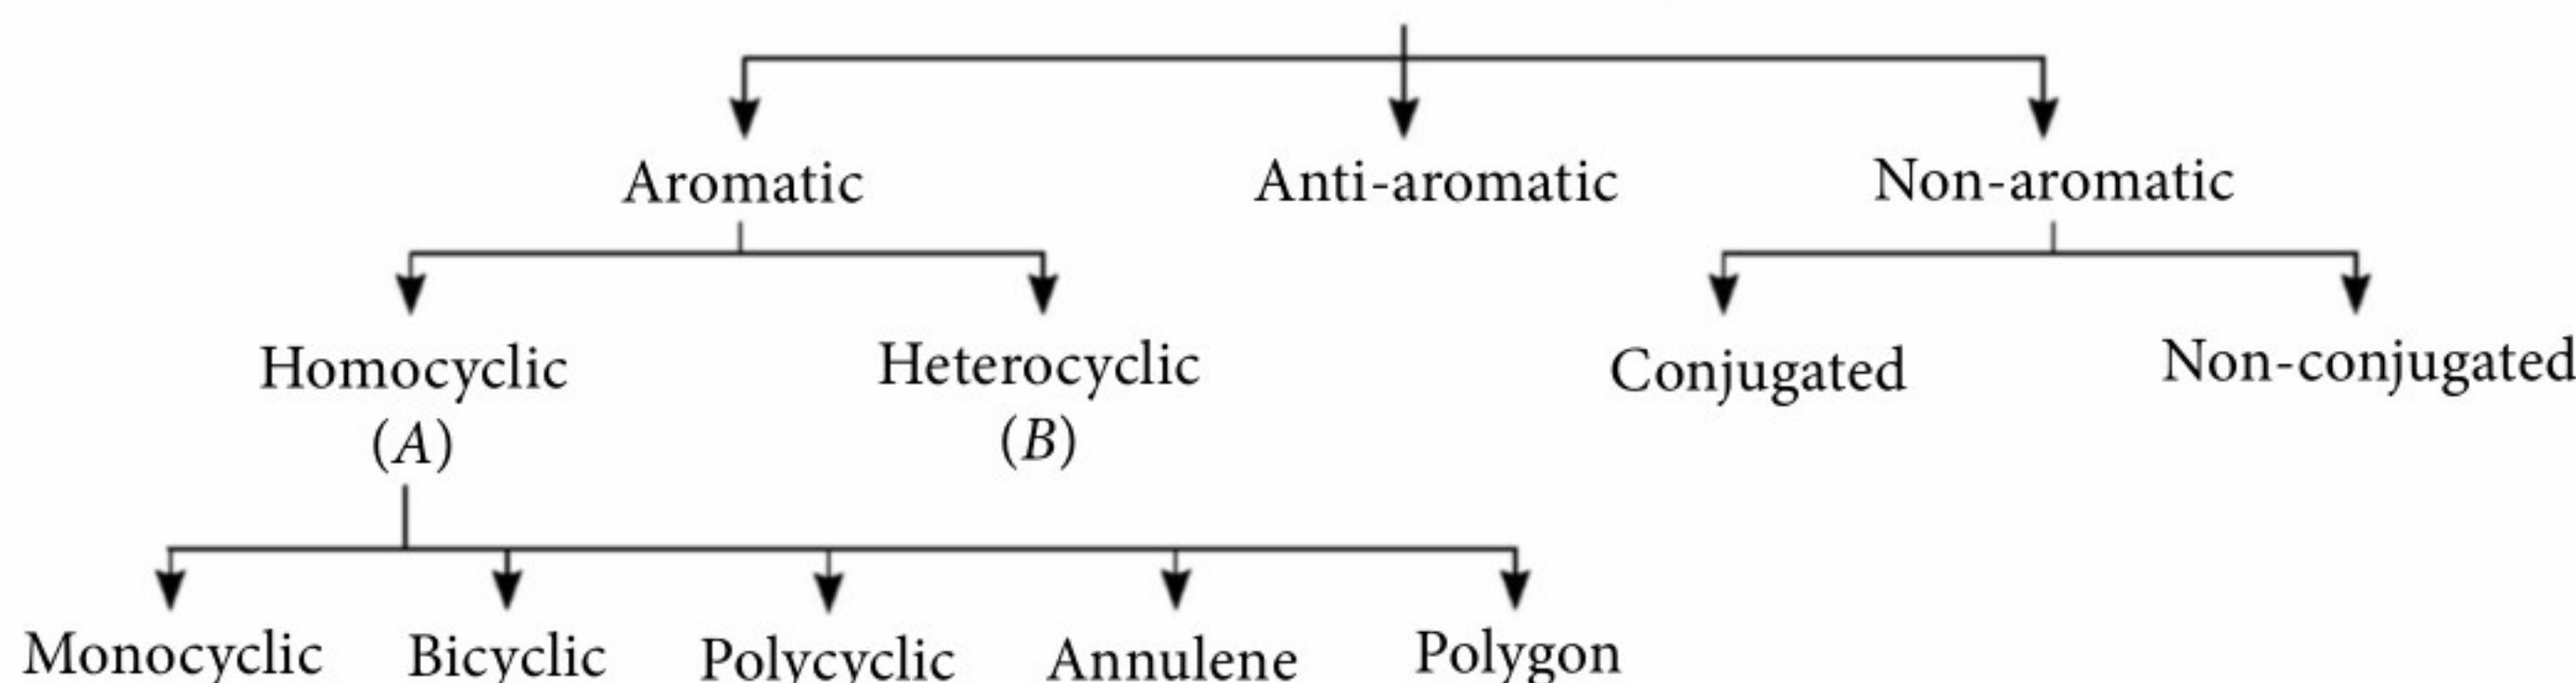 Aromatic Anti-aromatic Non-aromatic
Homocyclic Heterocyclic Conjugated Non-conjugated
(A) (B)
Monocyclic Bicyclic Polycyclic Annulene Polygon